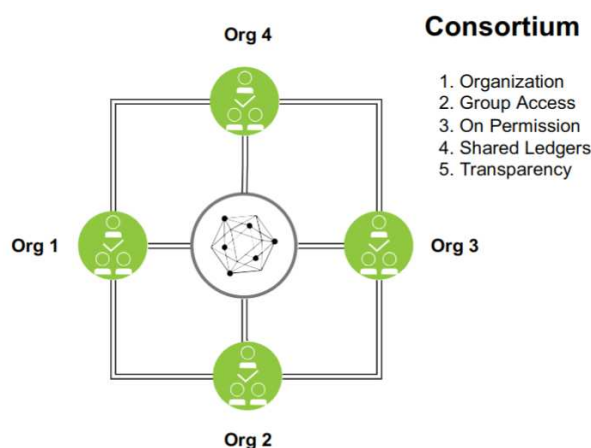 Consortium
Org 4
1. Organization
2. Group Access
3. On Permission
4. Shared Ledgers
5. Transparency
Org 1
Org 3
Org 2